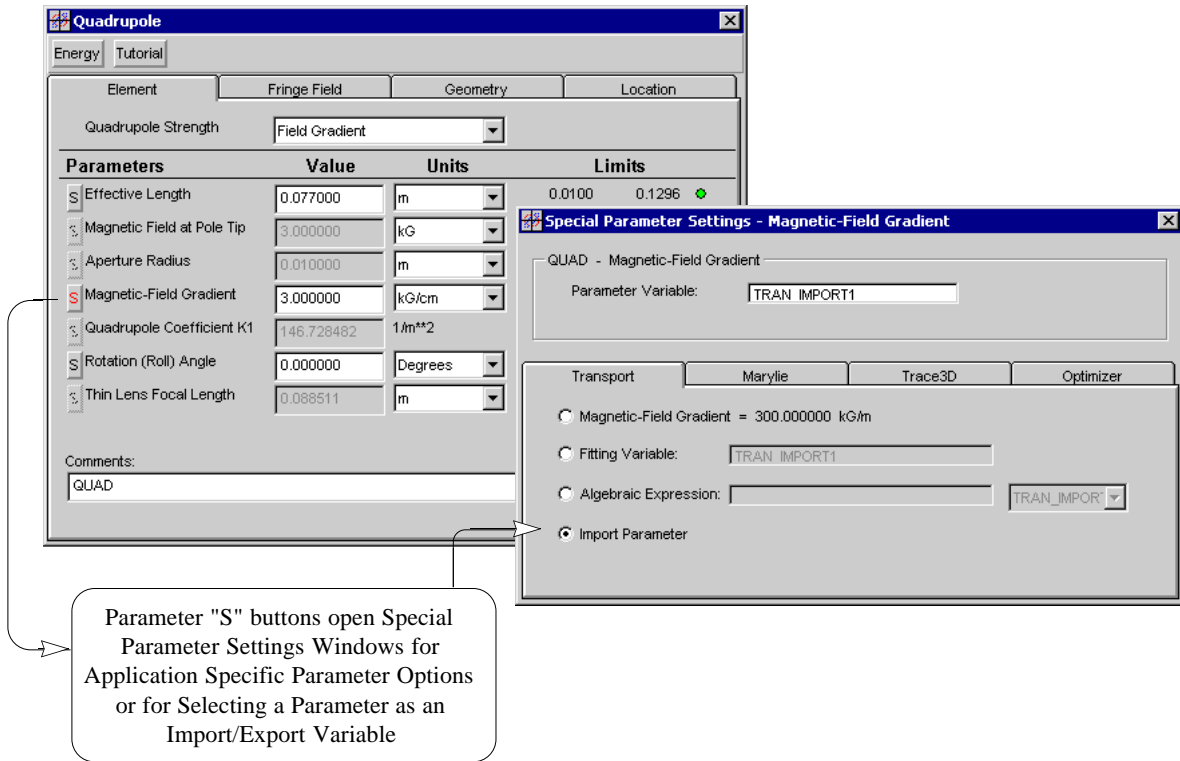 Quadrupole
Energy Tutorial
Element Fringe Field Geometry Location
Quadrupole Strength Field Gradient
Parameters Value Units Limits
S Effective Length 0.077000 m 0.0100 0.1296
S Magnetic Field at Pole Tip 3.000000 kG
S Aperture Radius 0.010000 m
S Magnetic-Field Gradient 3.000000 kG/cm
S Quadrupole Coefficient K1 146.728482 1/m**2
S Rotation (Roll) Angle 0.000000 Degrees
S Thin Lens Focal Length 0.088511 m
Comments:
QUAD
Special Parameter Settings - Magnetic-Field Gradient
QUAD - Magnetic-Field Gradient
Parameter Variable: TRAN_IMPORT1
Transport Marylie Trace3D Optimizer
Magnetic-Field Gradient = 300.000000 kG/m
Fitting Variable: TRAN_IMPORT1
Algebraic Expression: TRAN_IMPOR
Import Parameter
Parameter "S" buttons open Special
Parameter Settings Windows for
Application Specific Parameter Options
or for Selecting a Parameter as an
Import/Export Variable